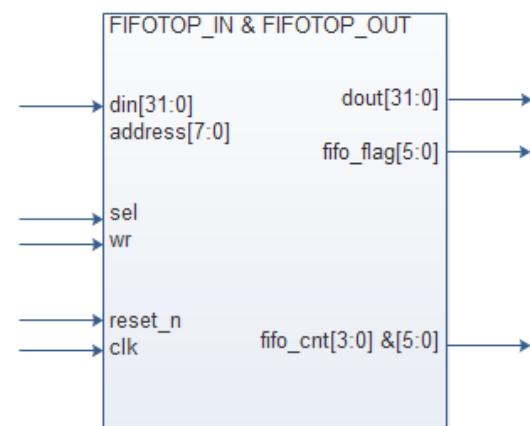 FIFOTOP_IN & FIFOTOP_OUT
din[31:0]
dout[31:0]
address[7:0]
fifo_flag[5:0]
sel
wr
reset_n
clk
fifo_cnt[3:0] &[5:0]